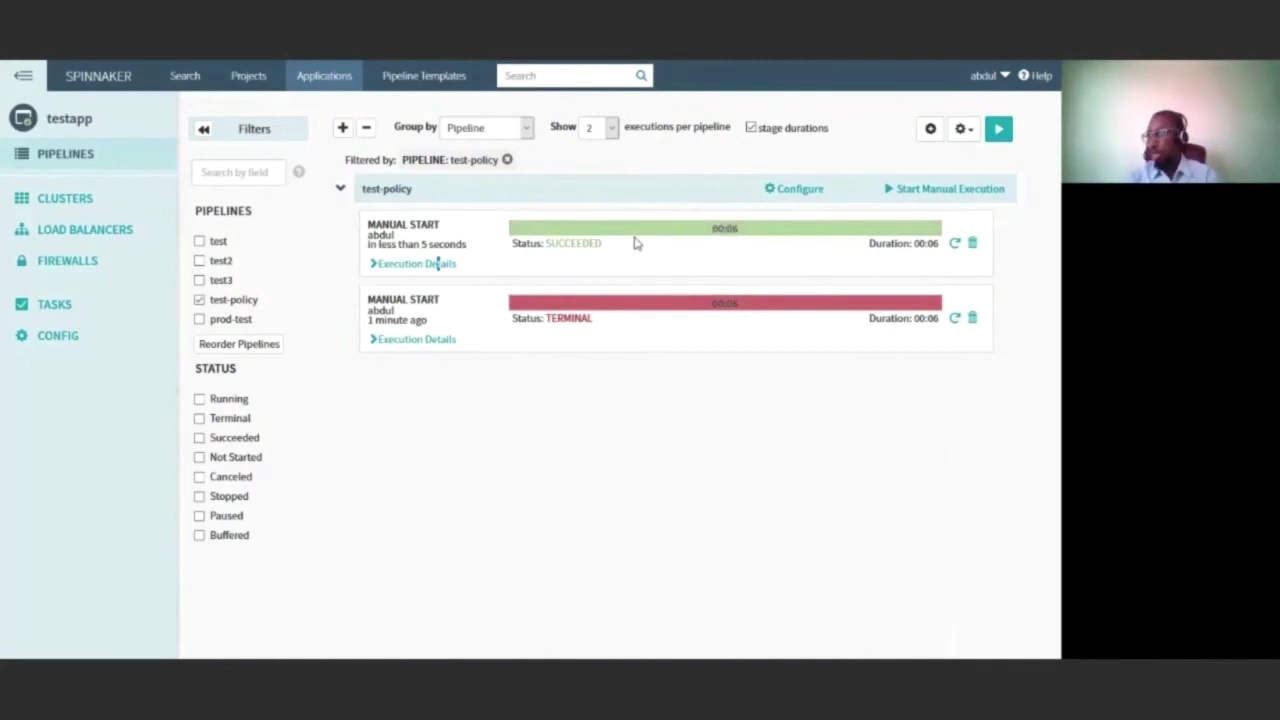 SPINNAKER Search Projects Applications Pipeline Templates Search abdul Help
testapp
PIPELINES
CLUSTERS
LOAD BALANCERS
FIREWALLS
TASKS
CONFIG
Filters
Search by field
PIPELINES
test
test2
test3
test-policy
prod-test
Reorder Pipelines
STATUS
Running
Terminal
Succeeded
Not Started
Canceled
Stopped
Paused
Buffered
Group by Pipeline Show 2 executions per pipeline stage durations
Filtered by: PIPELINE: test-policy
test-policy Configure Start Manual Execution
MANUAL START
abdul
in less than 5 seconds
Execution Details
00:06
Status: SUCCEEDED Duration: 00:06
MANUAL START
abdul
1 minute ago
Execution Details
00:06
Status: TERMINAL Duration: 00:06